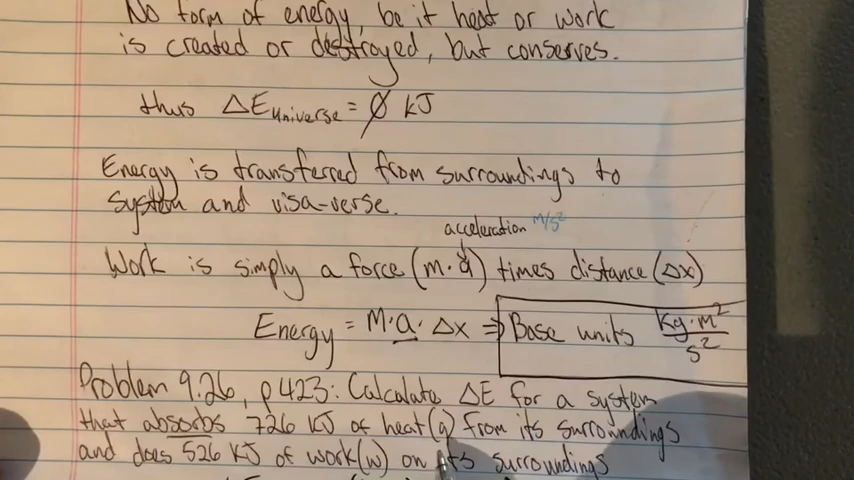 No form of energy, be it heat or work
is created or destroyed, but conserves.
thus ΔEuniverse = Ø kJ
Energy is transferred from surroundings to
system and visa-verse.
acceleration m/s²
Work is simply a force (m·a) times distance (Δx)
Energy = m·a·Δx ⇒ Base units kg·m²/s²
Problem 9.26, p423: Calculate ΔE for a system
that absorbs 726 KJ of heat (q) from its surroundings
and does 526 KJ of work (w) on its surroundings